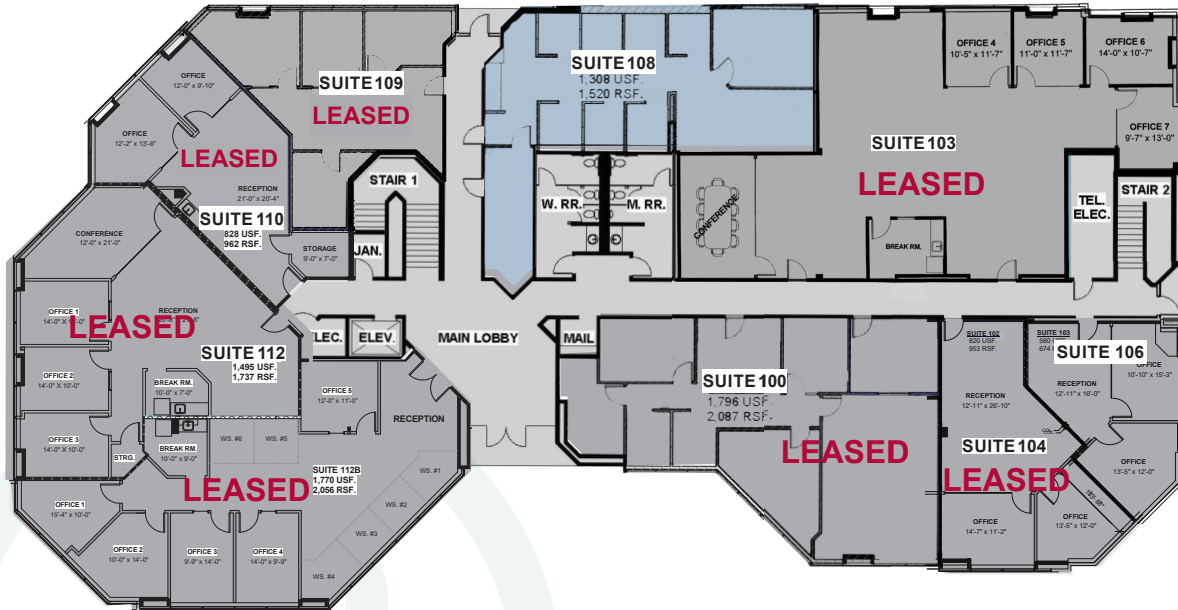 SUITE 109
LEASED
OFFICE
12'-0" x 9'-10"
OFFICE
12'-2" x 13'-6"
LEASED
RECEPTION
21'-0" x 20'-4"
SUITE 110
828 USF.
962 RSF.
STORAGE
9'-0" x 7'-0"
STAIR 1
JAN.
SUITE 108
1,308 USF.
1,520 RSF.
W. RR.
M. RR.
CONFERENCE
SUITE 103
LEASED
OFFICE 4
10'-5" x 11'-7"
OFFICE 5
11'-0" x 11'-7"
OFFICE 6
14'-0" x 10'-7"
OFFICE 7
9'-7" x 13'-0"
BREAK RM.
TEL.
ELEC.
STAIR 2
CONFERENCE
12'-0" x 21'-0"
OFFICE 1
RECEPTION
LEASED
SUITE 112
1,495 USF.
1,737 RSF.
OFFICE 2
14'-0" X 10'-0"
OFFICE 3
14'-0" X 10'-0"
BREAK RM.
10'-0" x 7'-0"
STRG.
ELEC.
ELEV.
MAIN LOBBY
MAIL
OFFICE 5
12'-0" x 11'-0"
RECEPTION
BREAK RM.
10'-0" x 9'-0"
WS. #6
WS. #5
SUITE 112B
1,770 USF.
2,056 RSF.
LEASED
WS. #1
WS. #2
WS. #3
WS. #4
OFFICE 1
15'-4" x 10'-0"
OFFICE 2
10'-0" x 14'-0"
OFFICE 3
9'-9" x 14'-0"
OFFICE 4
14'-0" x 9'-9"
SUITE 100
1,796 USF.
2,087 RSF.
LEASED
SUITE 102
820 USF.
953 RSF.
RECEPTION
12'-11" x 26'-10"
SUITE 104
LEASED
OFFICE
14'-7" x 11'-2"
SUITE 103
580
674
SUITE 106
RECEPTION
12'-11" x 16'-0"
OFFICE
10'-10" x 15'-3"
OFFICE
13'-5" x 12'-0"
OFFICE
13'-5" x 12'-0"